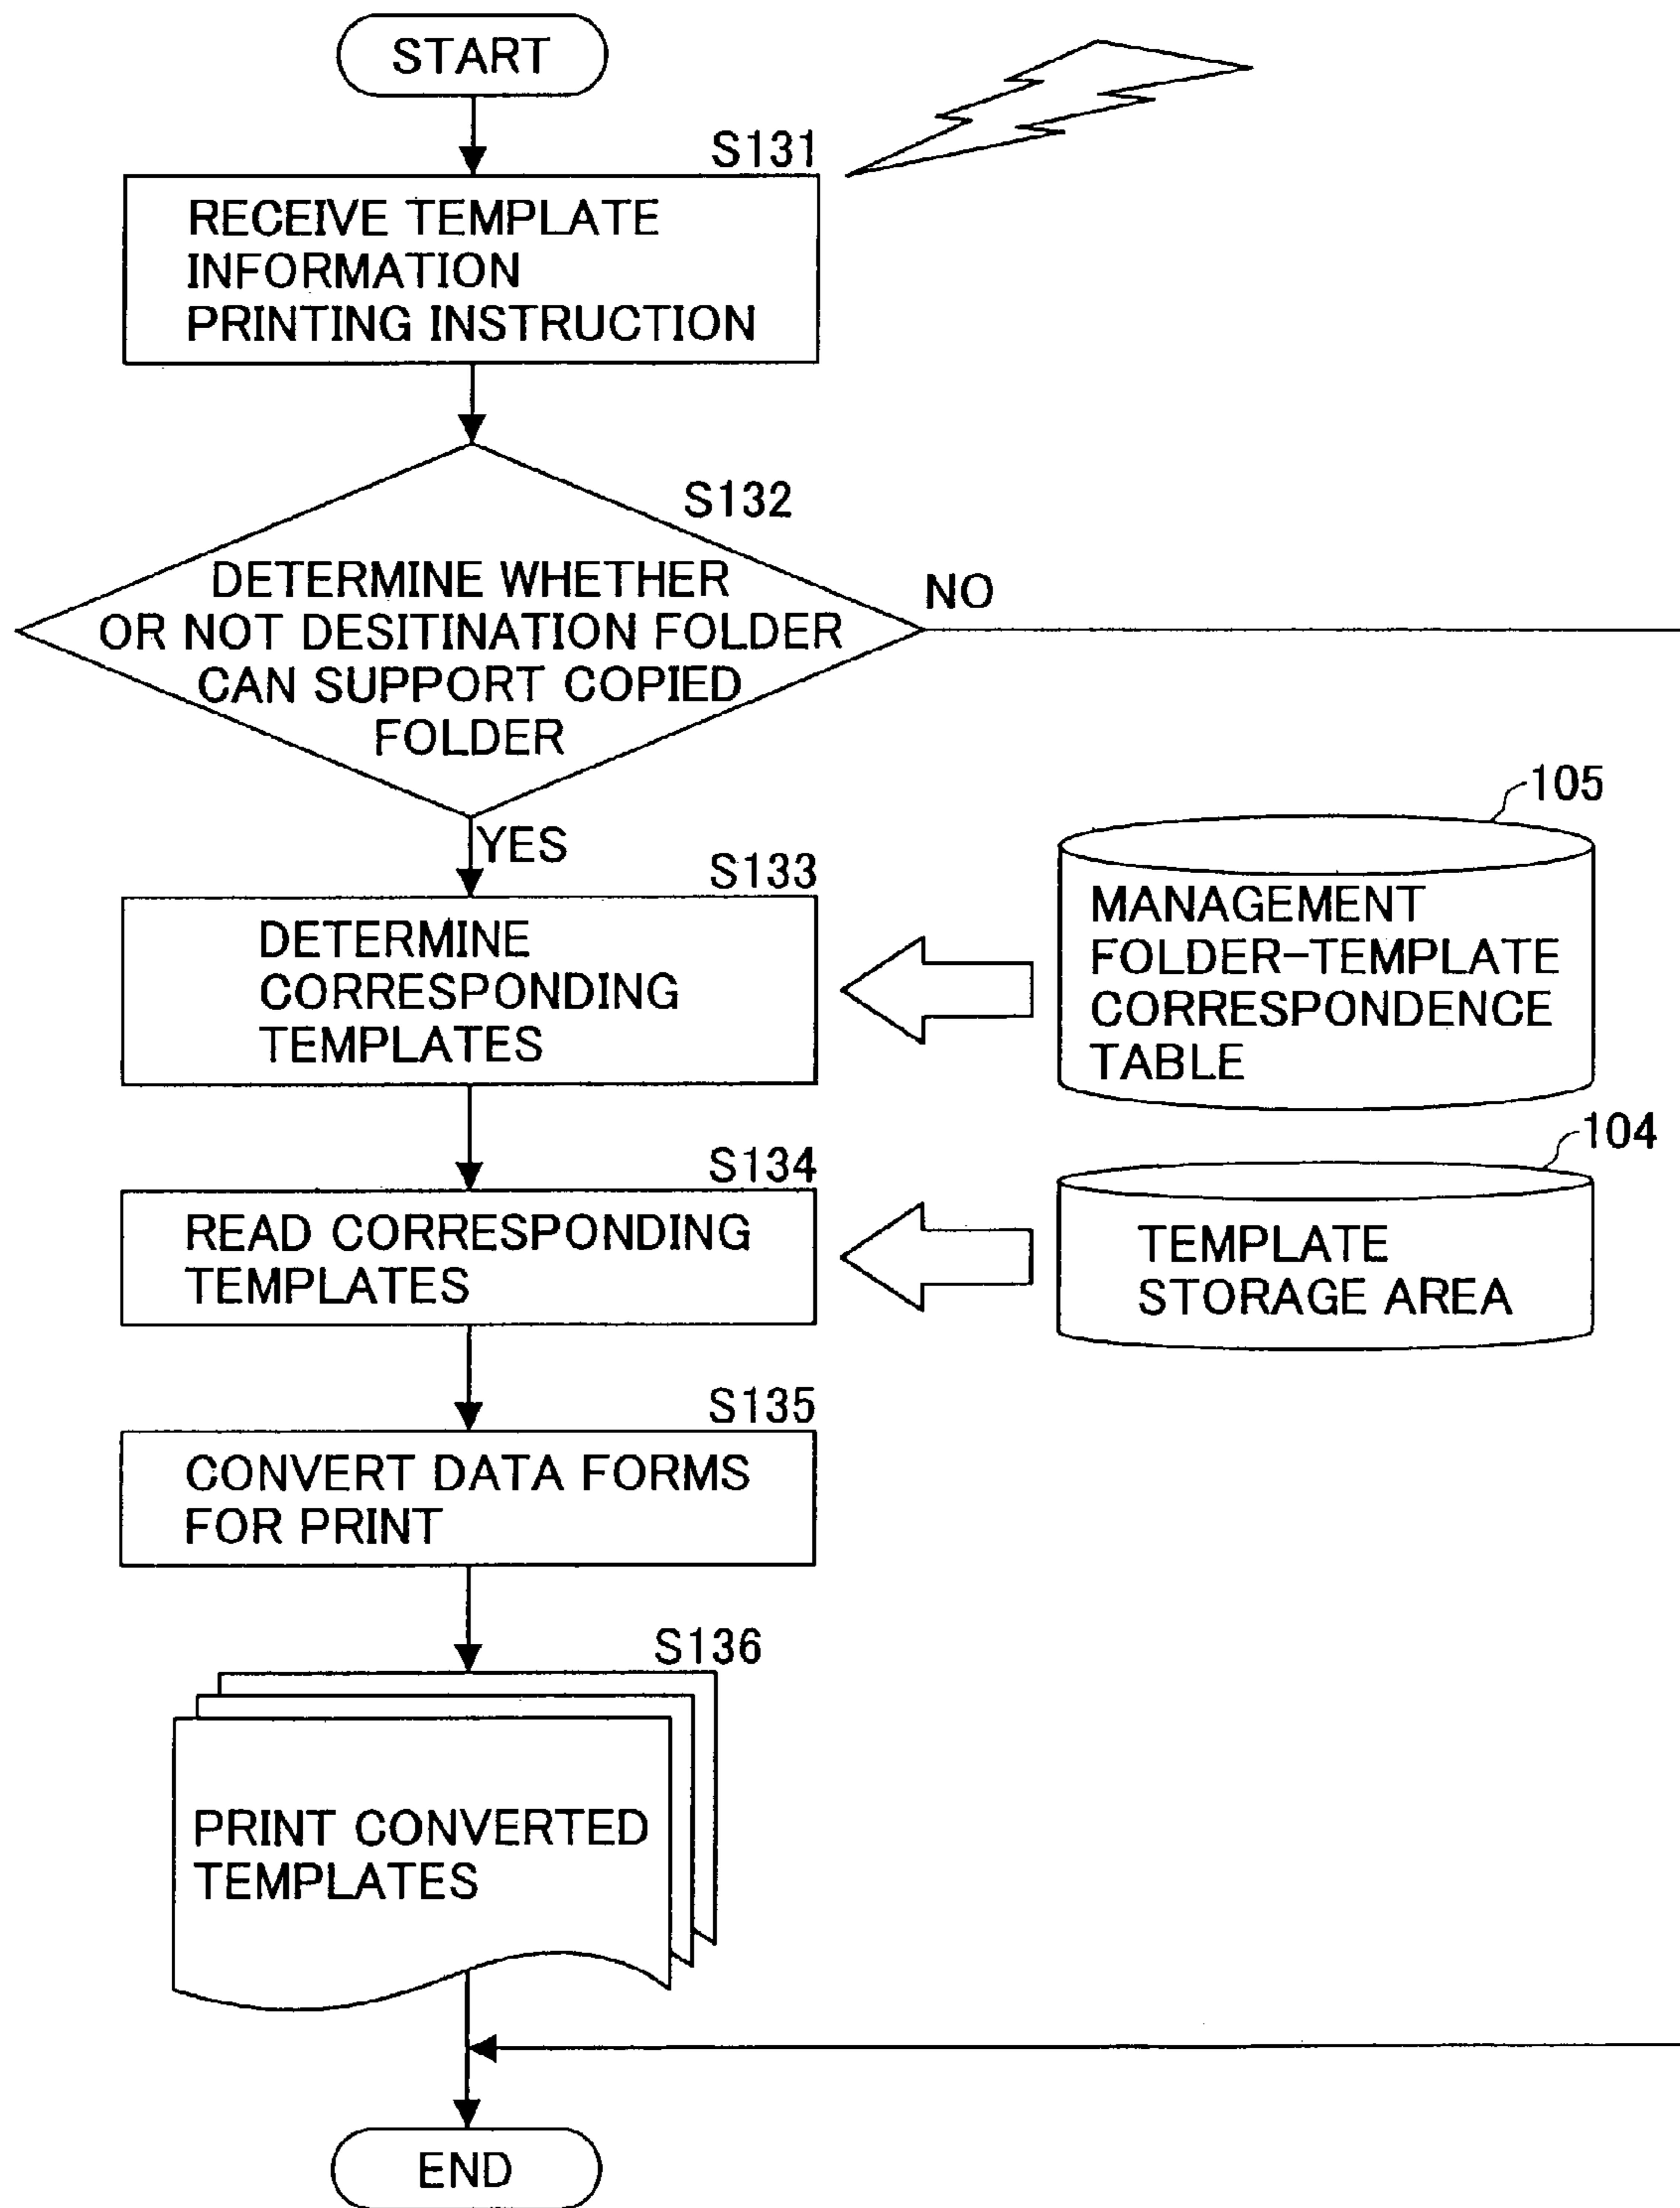 START
S131
RECEIVE TEMPLATE
INFORMATION
PRINTING INSTRUCTION
S132
DETERMINE WHETHER
OR NOT DESITINATION FOLDER
CAN SUPPORT COPIED
FOLDER
NO
YES
S133
DETERMINE
CORRESPONDING
TEMPLATES
105
MANAGEMENT
FOLDER-TEMPLATE
CORRESPONDENCE
TABLE
S134
READ CORRESPONDING
TEMPLATES
104
TEMPLATE
STORAGE AREA
S135
CONVERT DATA FORMS
FOR PRINT
S136
PRINT CONVERTED
TEMPLATES
END